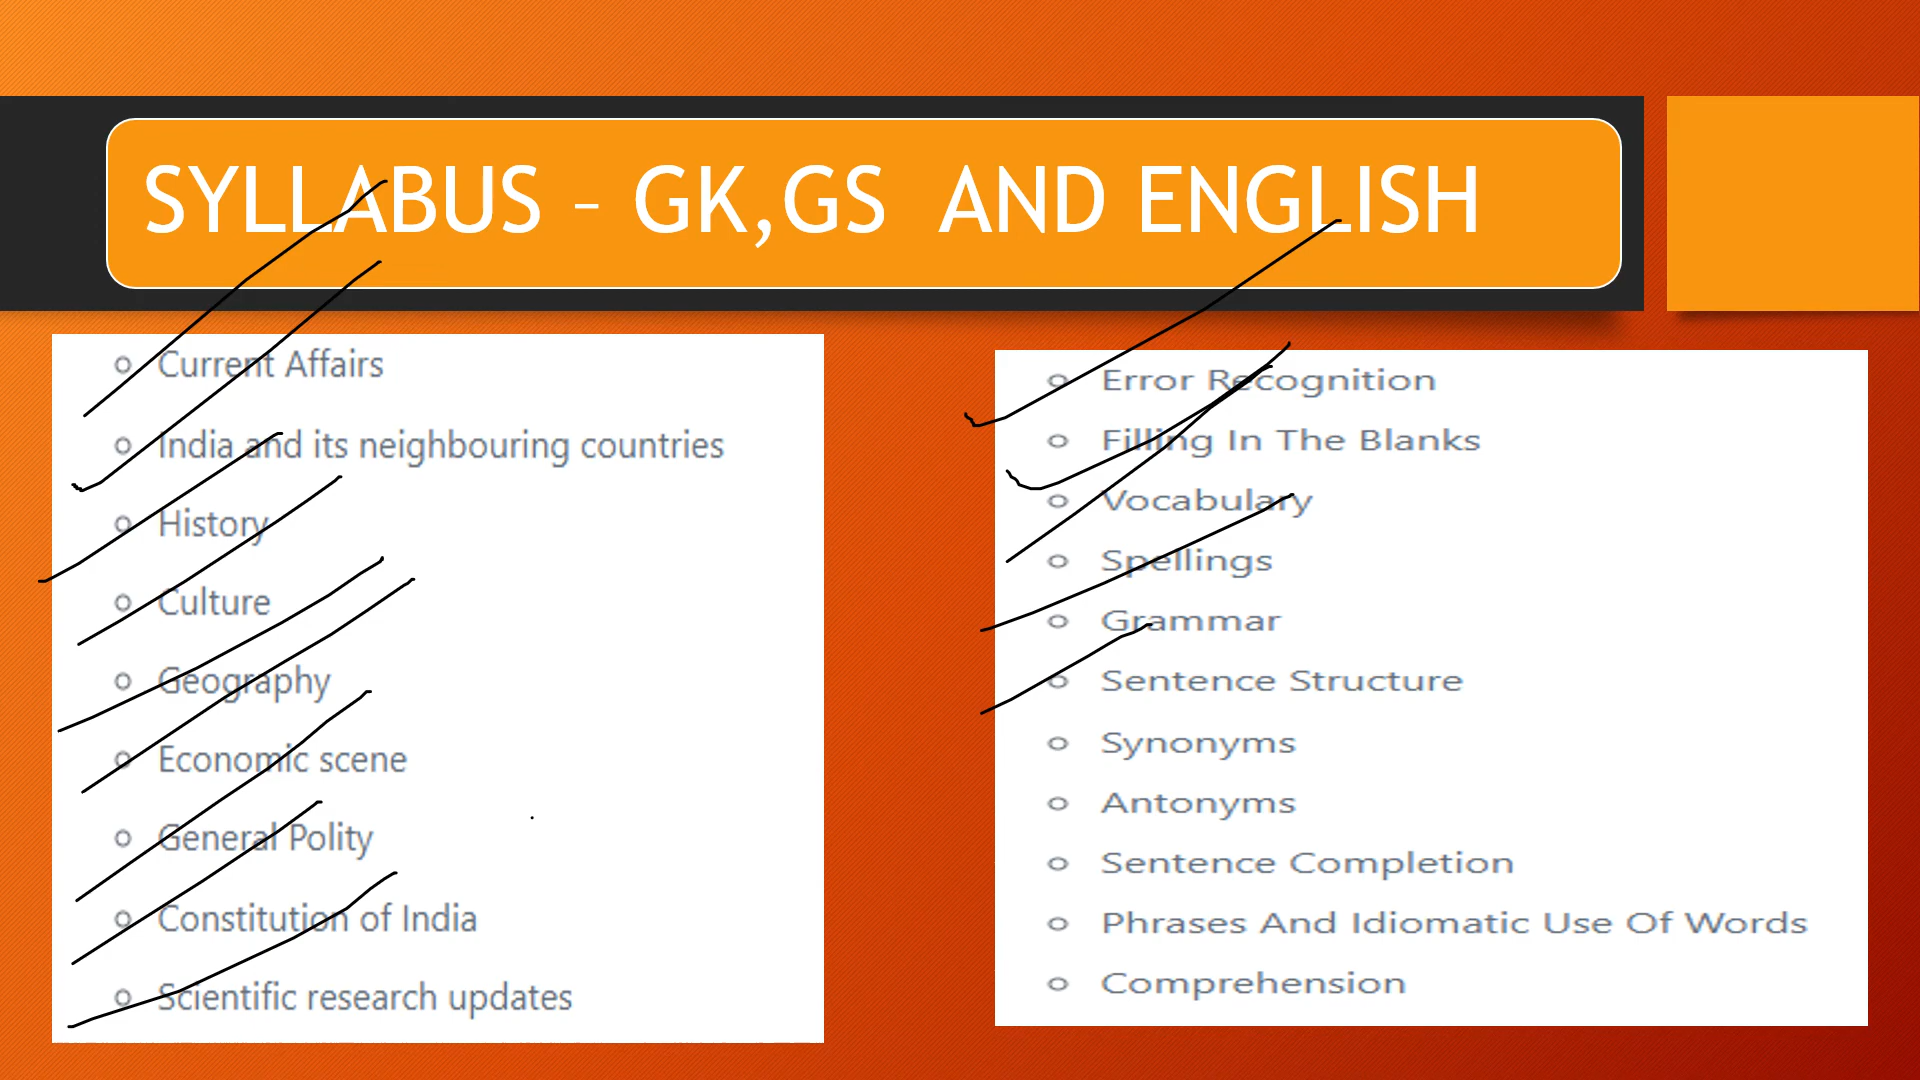 SYLLABUS – GK,GS AND ENGLISH
Current Affairs
India and its neighbouring countries
History
Culture
Geography
Economic scene
General Polity
Constitution of India
Scientific research updates
Error Recognition
Filling In The Blanks
Vocabulary
Spellings
Grammar
Sentence Structure
Synonyms
Antonyms
Sentence Completion
Phrases And Idiomatic Use Of Words
Comprehension